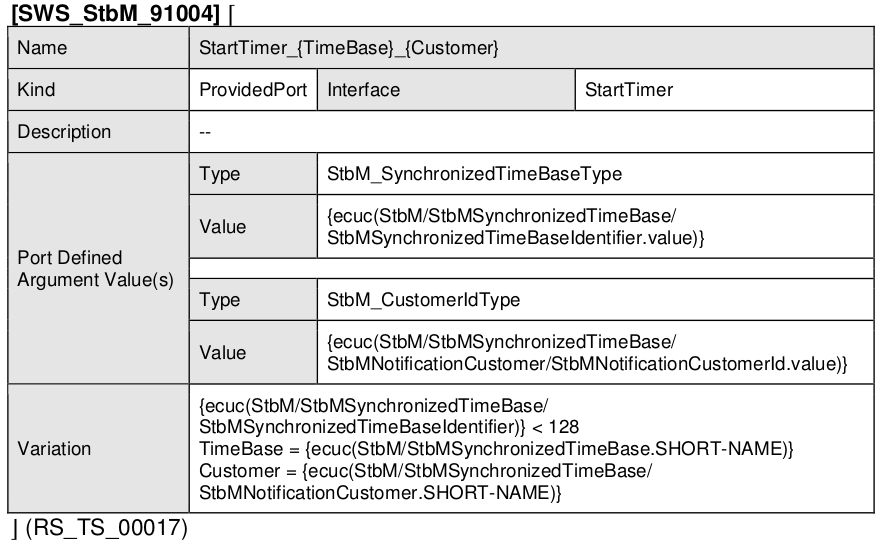 [SWS_StbM_91004] ⌈
Name StartTimer_{TimeBase}_{Customer}
Kind ProvidedPort Interface StartTimer
Description --
Port Defined
Argument Value(s)
Type StbM_SynchronizedTimeBaseType
Value {ecuc(StbM/StbMSynchronizedTimeBase/
StbMSynchronizedTimeBaseIdentifier.value)}
Type StbM_CustomerIdType
Value {ecuc(StbM/StbMSynchronizedTimeBase/
StbMNotificationCustomer/StbMNotificationCustomerId.value)}
Variation
{ecuc(StbM/StbMSynchronizedTimeBase/
StbMSynchronizedTimeBaseIdentifier)} < 128
TimeBase = {ecuc(StbM/StbMSynchronizedTimeBase.SHORT-NAME)}
Customer = {ecuc(StbM/StbMSynchronizedTimeBase/
StbMNotificationCustomer.SHORT-NAME)}
⌋ (RS_TS_00017)